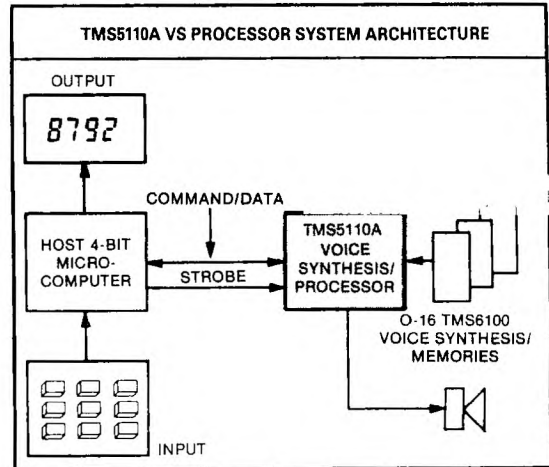 TMS5110A VS PROCESSOR SYSTEM ARCHITECTURE
OUTPUT
8792
COMMAND/DATA
HOST 4-BIT
MICRO-
COMPUTER
STROBE
TMS5110A
VOICE
SYNTHESIS/
PROCESSOR
O-16 TMS6100
VOICE SYNTHESIS/
MEMORIES
INPUT